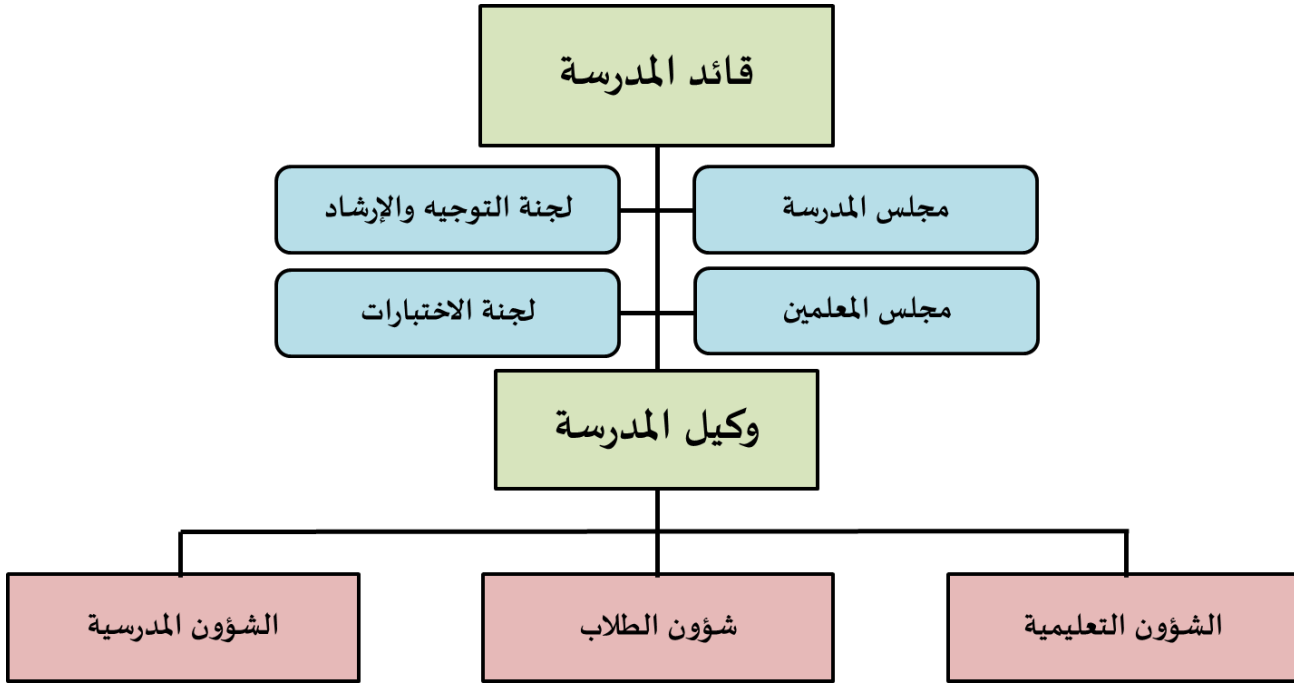 قائد المدرسة
مجلس المدرسة
لجنة التوجيه والإرشاد
مجلس المعلمين
لجنة الاختبارات
وكيل المدرسة
الشؤون التعليمية
شؤون الطلاب
الشؤون المدرسية